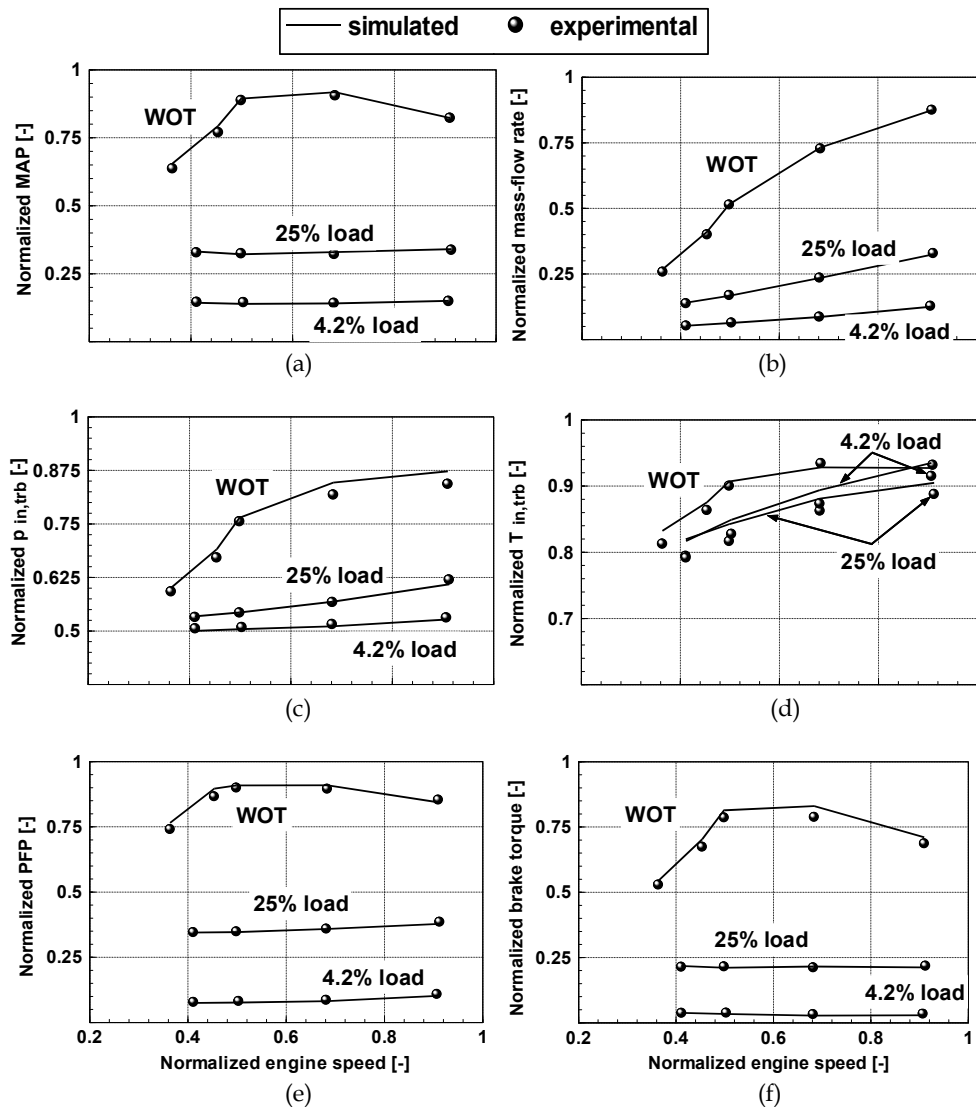 simulated experimental
Normalized MAP [-]
1
0.75
0.5
0.25
WOT
25% load
4.2% load
(a)
Normalized mass-flow rate [-]
1
0.75
0.5
0.25
WOT
25% load
4.2% load
(b)
Normalized p in,trb [-]
1
0.875
0.75
0.625
0.5
WOT
25% load
4.2% load
(c)
Normalized T in,trb [-]
1
0.9
0.8
0.7
WOT
4.2% load
25% load
(d)
Normalized PFP [-]
1
0.75
0.5
0.25
0
WOT
25% load
4.2% load
0.2 0.4 0.6 0.8 1
Normalized engine speed [-]
(e)
Normalized brake torque [-]
1
0.75
0.5
0.25
0
WOT
25% load
4.2% load
0.2 0.4 0.6 0.8 1
Normalized engine speed [-]
(f)